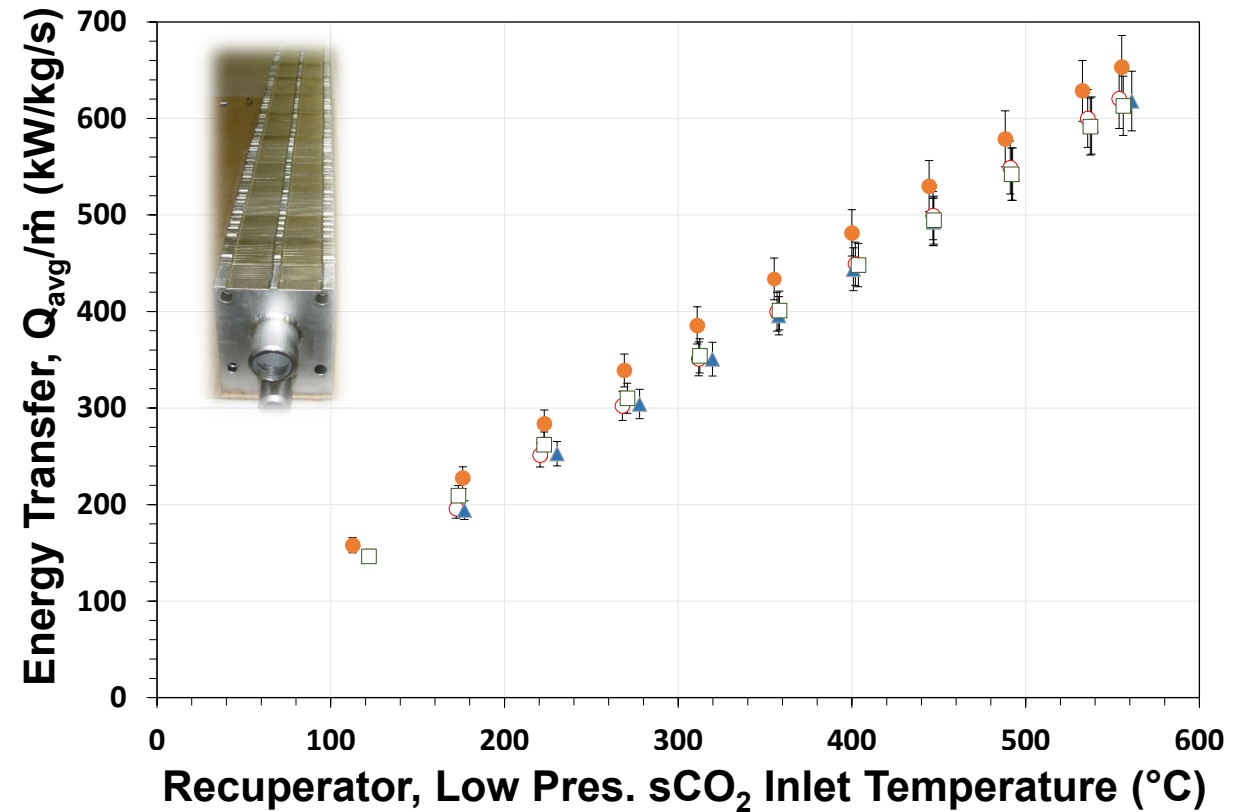 Energy Transfer, Qavg/ṁ (kW/kg/s)
700
600
500
400
300
200
100
0
0 100 200 300 400 500 600
Recuperator, Low Pres. sCO₂ Inlet Temperature (°C)